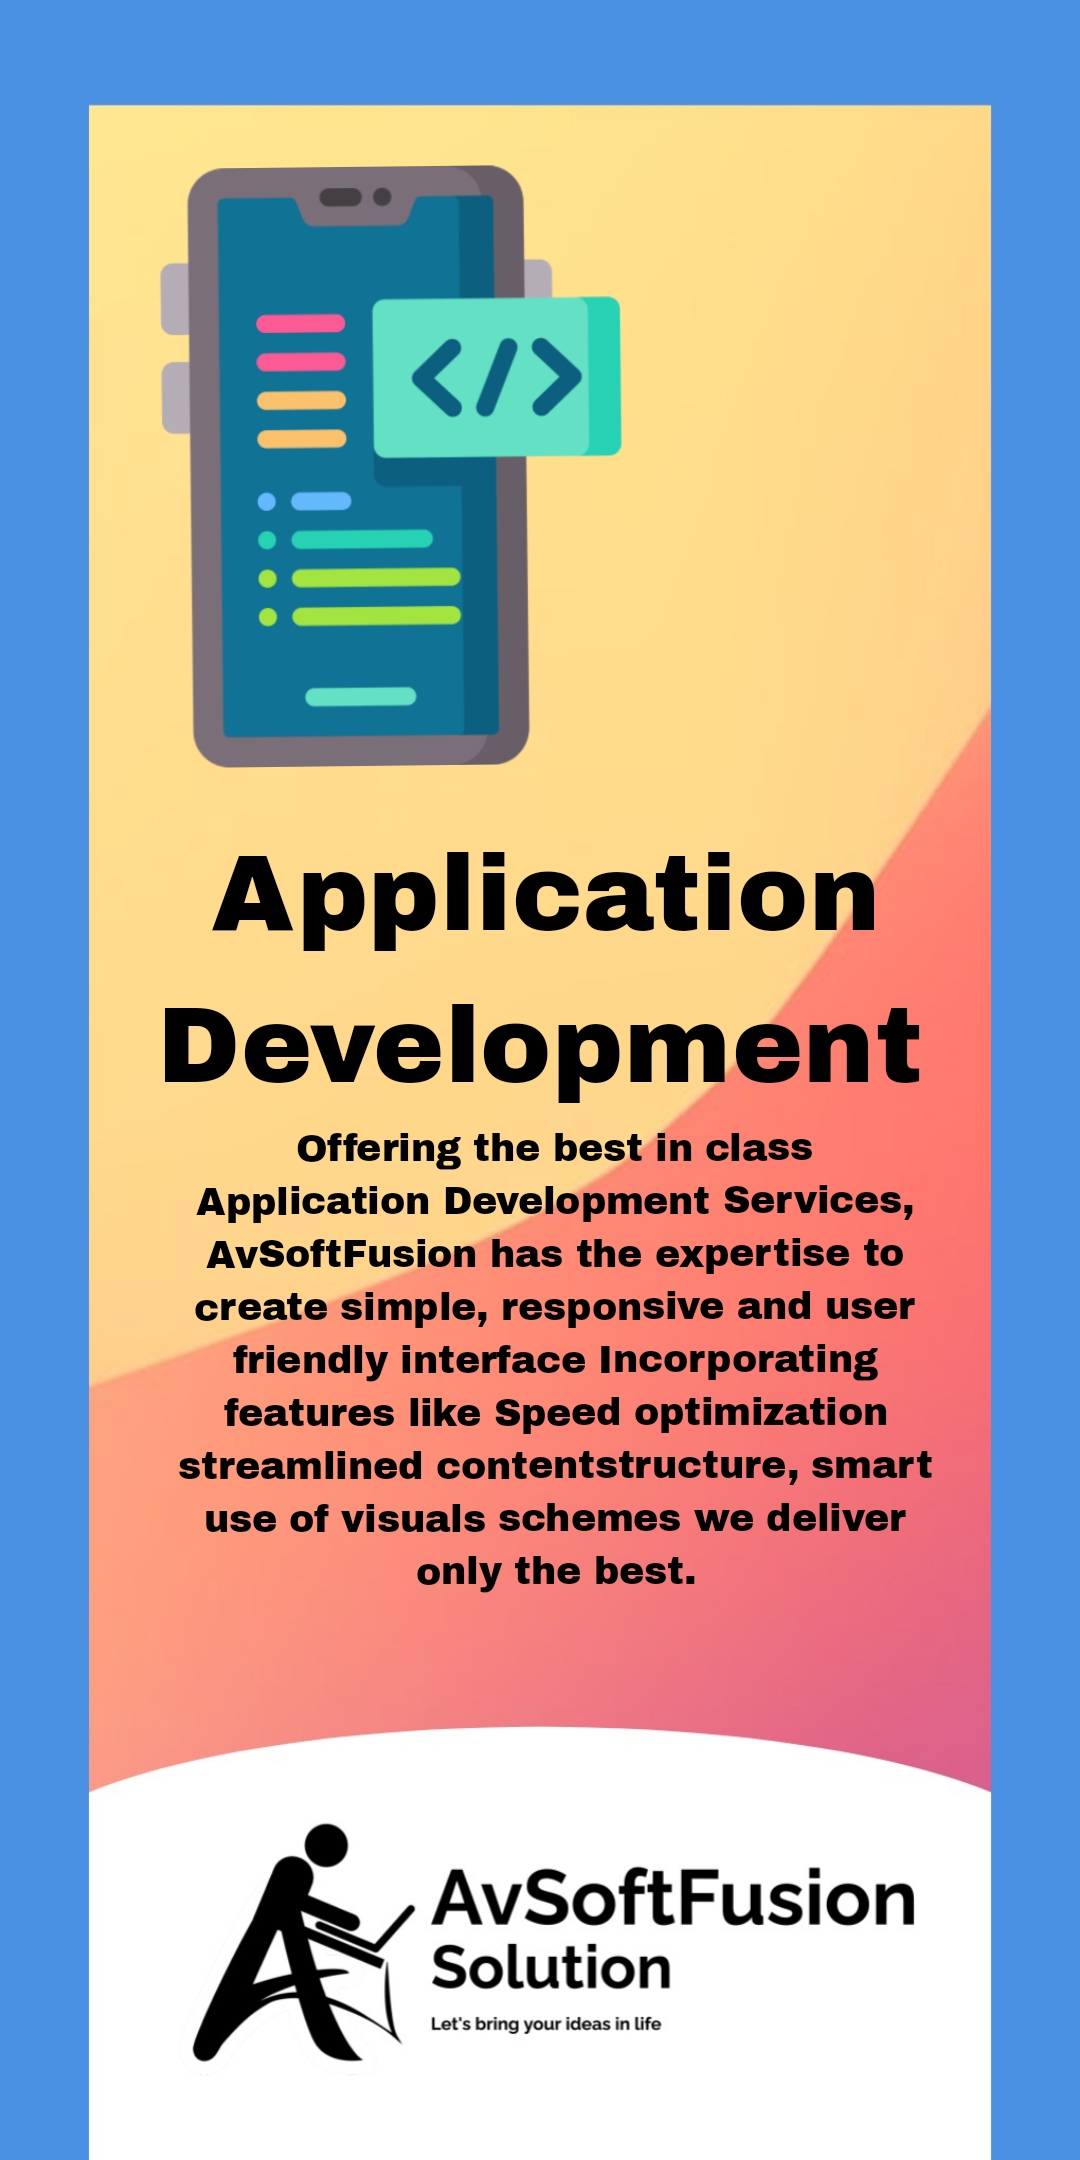 </>
Application
Development
Offering the best in class
Application Development Services,
AvSoftFusion has the expertise to
create simple, responsive and user
friendly interface Incorporating
features like Speed optimization
streamlined contentstructure, smart
use of visuals schemes we deliver
only the best.
AvSoftFusion
Solution
Let's bring your ideas in life